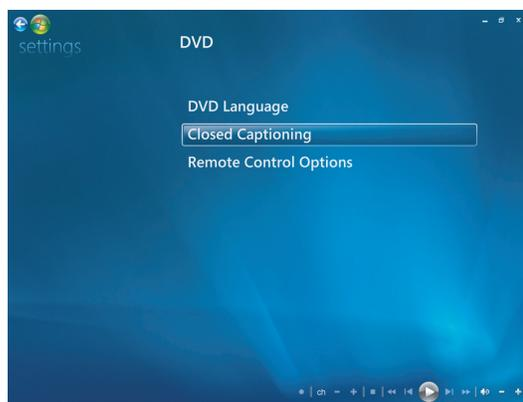 settings
DVD
DVD Language
Closed Captioning
Remote Control Options
ch